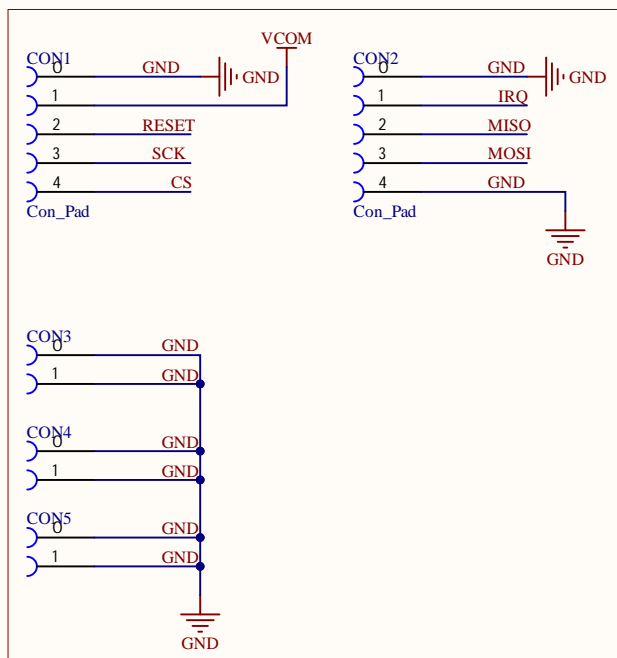 VCOM
CON1
0 GND GND
1
2 RESET
3 SCK
4 CS
Con_Pad
CON2
0 GND GND
1 IRQ
2 MISO
3 MOSI
4 GND
Con_Pad
GND
CON3
0 GND
1 GND
CON4
0 GND
1 GND
CON5
0 GND
1 GND
GND